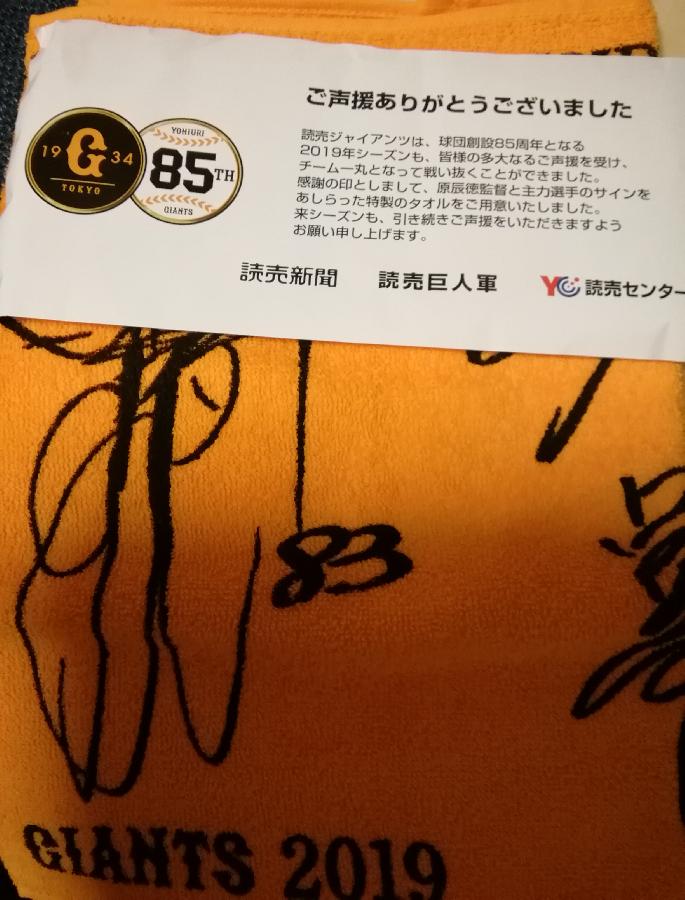 ご声援ありがとうございました
読売ジャイアンツは、球団創設85周年となる
2019年シーズンも、皆様の多大なるご声援を受け、
チーム一丸となって戦い抜くことができました。
感謝の印としまして、原辰徳監督と主力選手のサインを
あしらった特製のタオルをご用意いたしました。
来シーズンも、引き続きご声援をいただきますよう
お願い申し上げます。
19 G 34
TOKYO
YOMIURI
85TH
GIANTS
読売新聞 読売巨人軍 YC 読売センター
83
GIANTS 2019